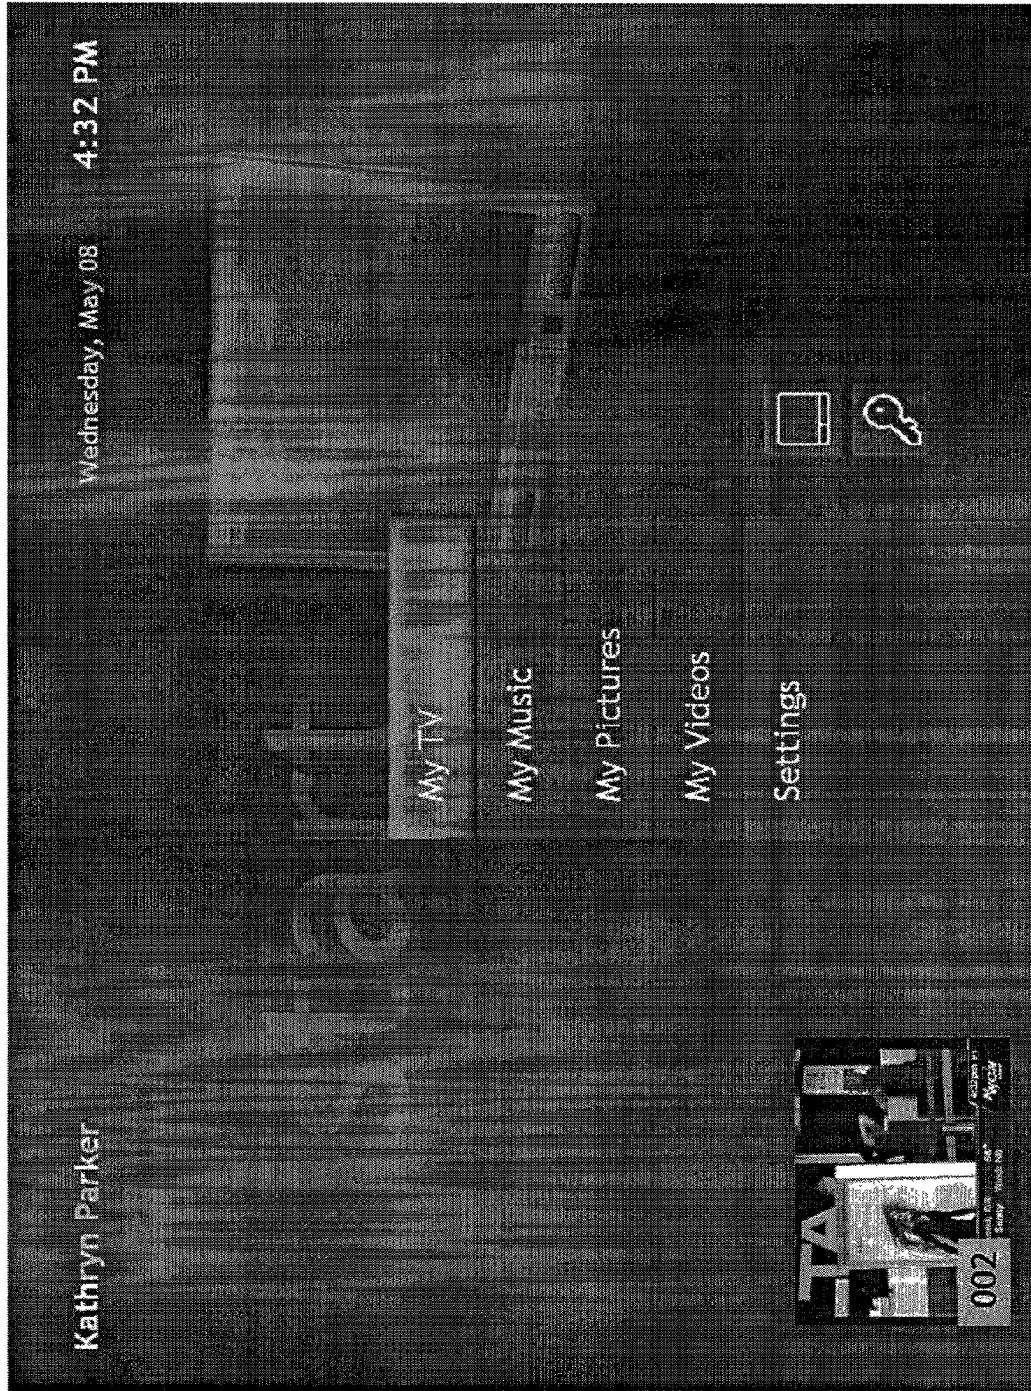 Kathryn Parker
Wednesday, May 08 4:32 PM
My TV
My Music
My Pictures
My Videos
Settings
002